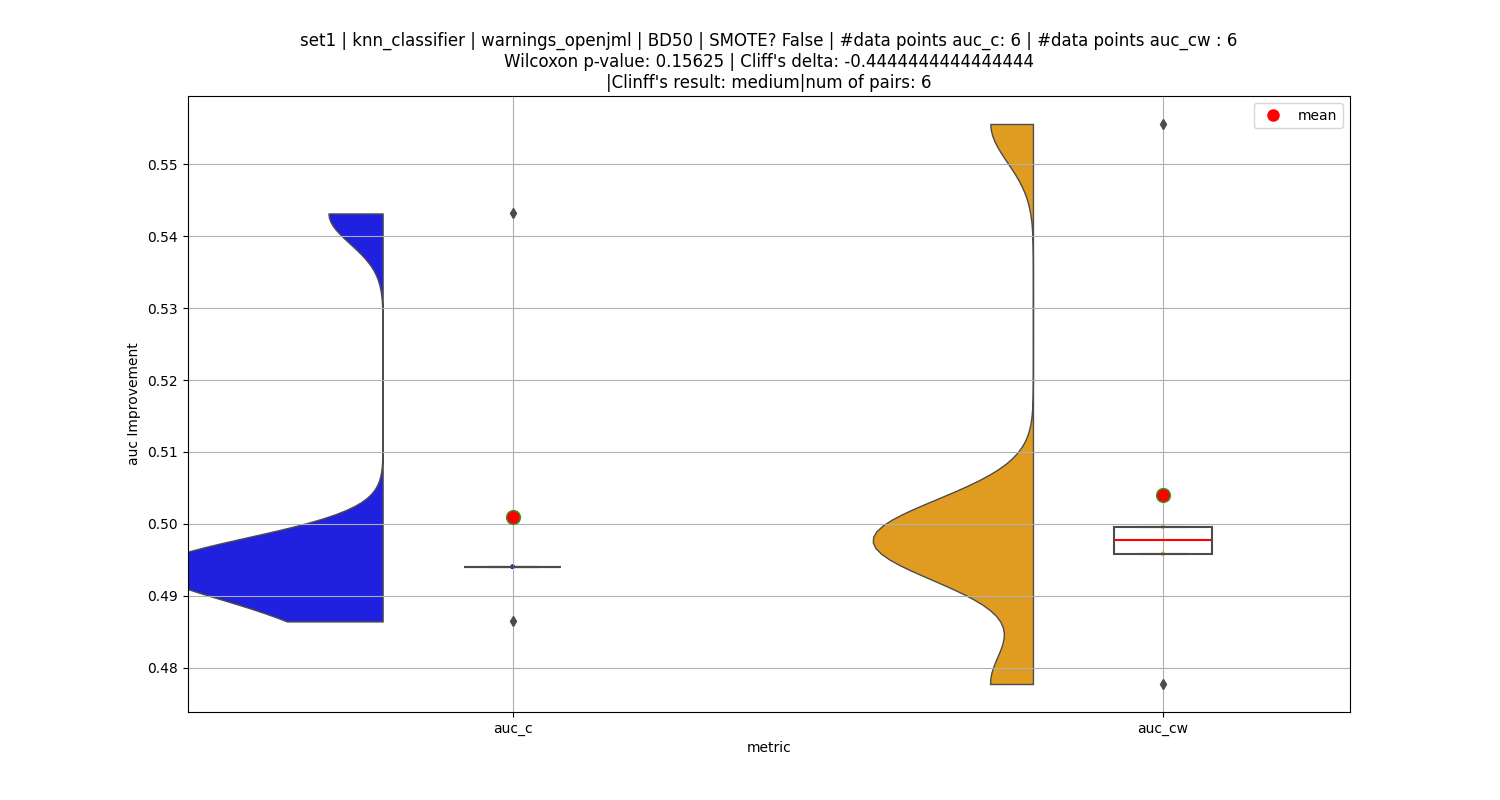 set1 | knn_classifier | warnings_openjml | BD50 | SMOTE? False | #data points auc_c: 6 | #data points auc_cw : 6
Wilcoxon p-value: 0.15625 | Cliff's delta: -0.4444444444444444
|Clinff's result: medium|num of pairs: 6
mean
0.55
0.54
0.53
0.52
0.51
0.50
0.49
0.48
auc Improvement
auc_c
auc_cw
metric